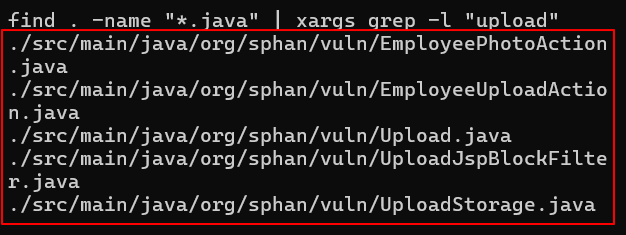 find . -name "*.java" | xargs grep -l "upload"
./src/main/java/org/sphan/vuln/EmployeePhotoAction
.java
./src/main/java/org/sphan/vuln/EmployeeUploadActio
n.java
./src/main/java/org/sphan/vuln/Upload.java
./src/main/java/org/sphan/vuln/UploadJspBlockFilte
r.java
./src/main/java/org/sphan/vuln/UploadStorage.java